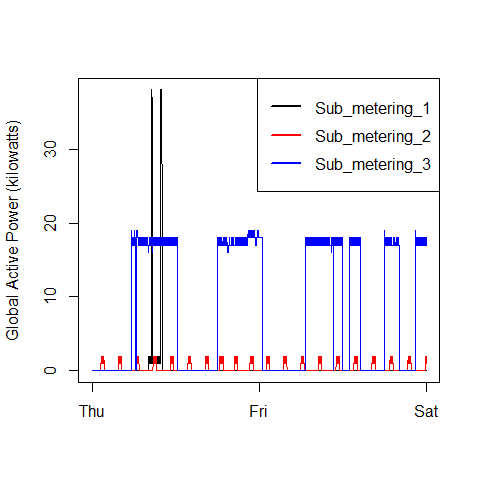 Sub_metering_1
Sub_metering_2
Sub_metering_3
Global Active Power (kilowatts)
30
20
10
0
Thu Fri Sat